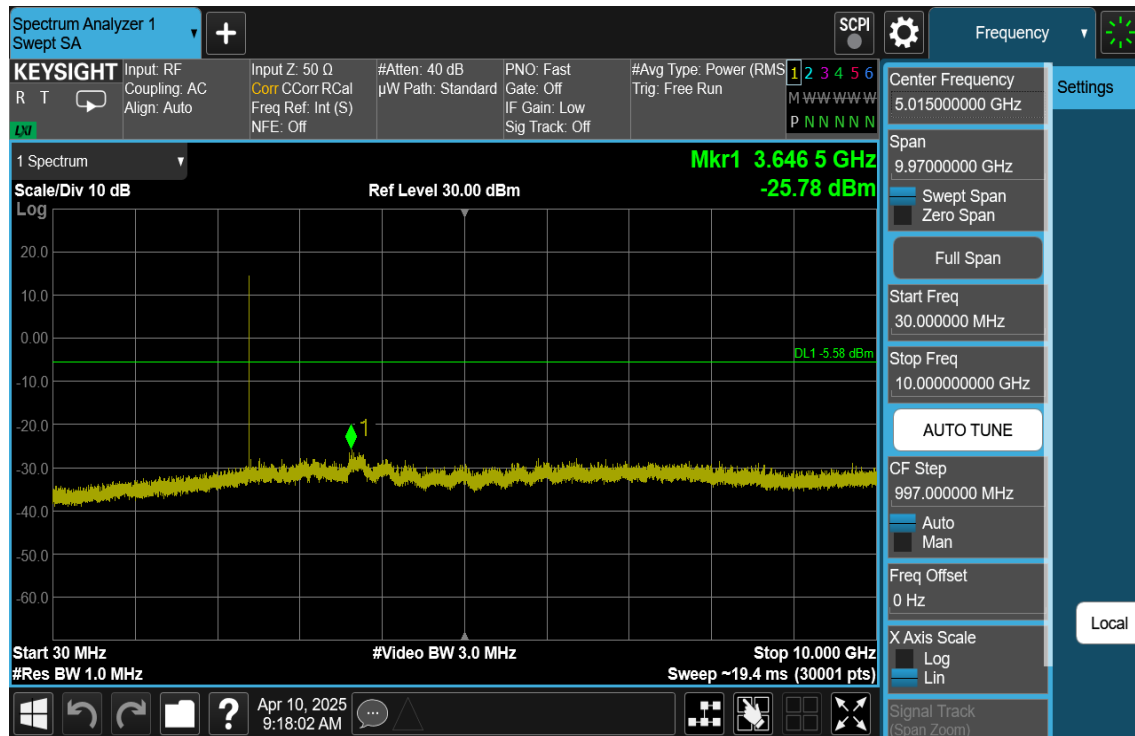 Spectrum Analyzer 1
Swept SA
+
SCPI
Frequency
KEYSIGHT
R T
LXI
Input: RF
Coupling: AC
Align: Auto
Input Z: 50 Ω
Corr CCorr RCal
Freq Ref: Int (S)
NFE: Off
#Atten: 40 dB
µW Path: Standard
PNO: Fast
Gate: Off
IF Gain: Low
Sig Track: Off
#Avg Type: Power (RMS
Trig: Free Run
1 2 3 4 5 6
M W W W W W
P N N N N N
1 Spectrum
Mkr1 3.646 5 GHz
-25.78 dBm
Scale/Div 10 dB
Ref Level 30.00 dBm
Log
20.0
10.0
0.00
DL1 -5.58 dBm
-10.0
-20.0
1
-30.0
-40.0
-50.0
-60.0
Start 30 MHz
#Video BW 3.0 MHz
Stop 10.000 GHz
#Res BW 1.0 MHz
Sweep ~19.4 ms (30001 pts)
?
Apr 10, 2025
9:18:02 AM
Center Frequency
5.015000000 GHz
Span
9.97000000 GHz
Swept Span
Zero Span
Full Span
Start Freq
30.000000 MHz
Stop Freq
10.000000000 GHz
AUTO TUNE
CF Step
997.000000 MHz
Auto
Man
Freq Offset
0 Hz
X Axis Scale
Log
Lin
Signal Track
(Span Zoom)
Settings
Local